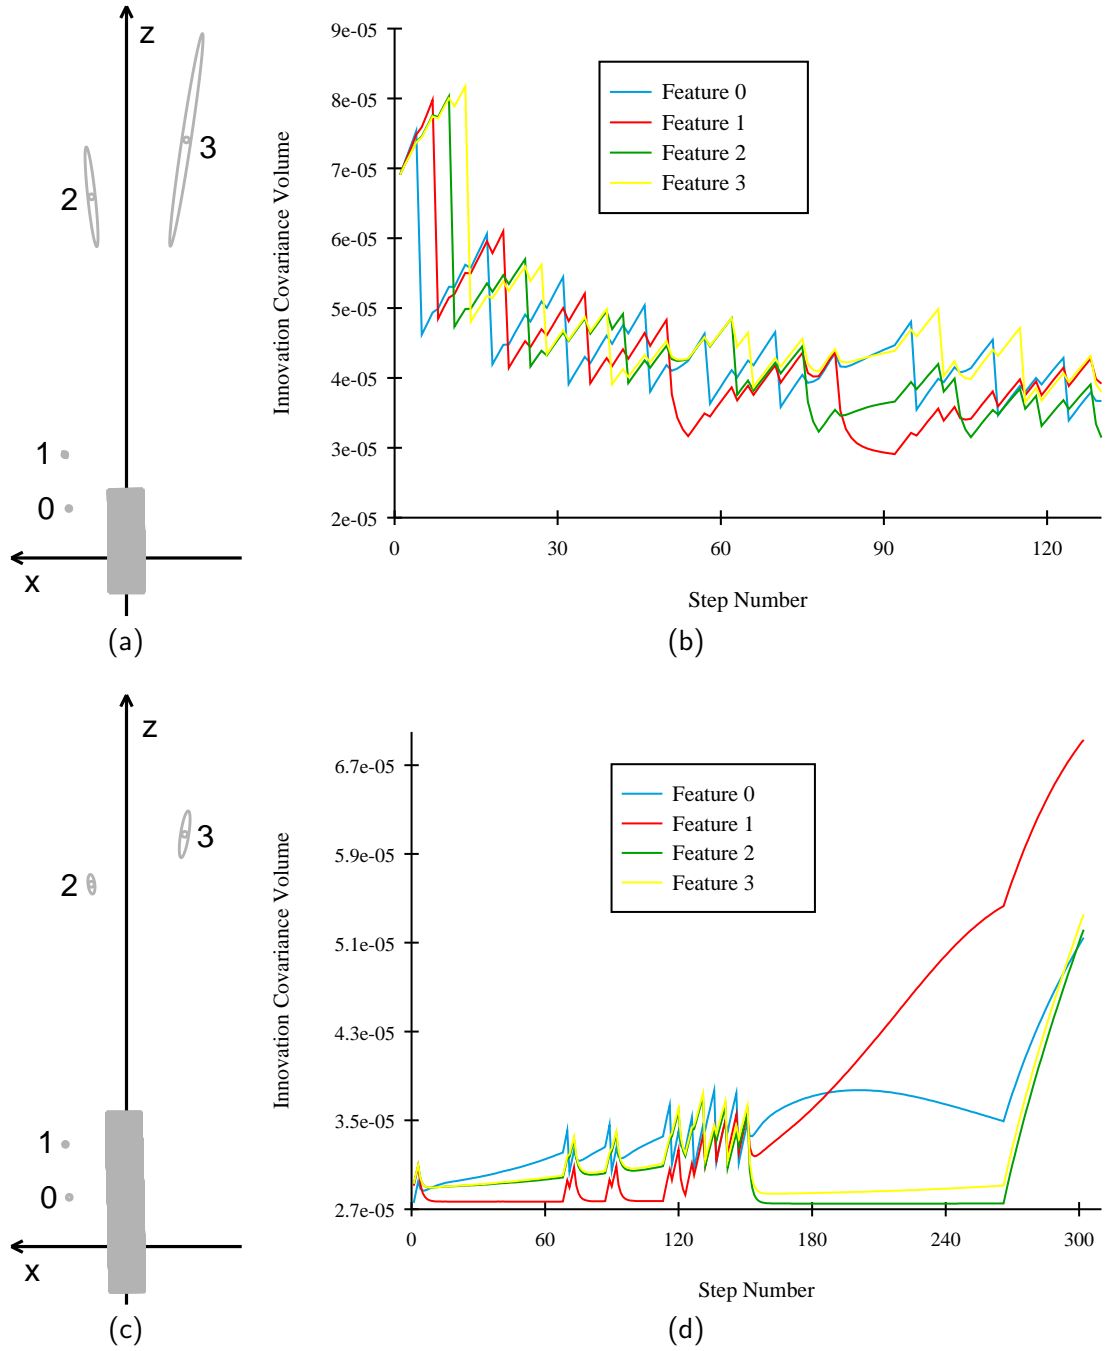 z
3
2
1
0
x
(a)
9e-05
8e-05
7e-05
6e-05
5e-05
4e-05
3e-05
2e-05
Innovation Covariance Volume
Feature 0
Feature 1
Feature 2
Feature 3
0 30 60 90 120
Step Number
(b)
z
3
2
1
0
x
(c)
6.7e-05
5.9e-05
5.1e-05
4.3e-05
3.5e-05
2.7e-05
Innovation Covariance Volume
Feature 0
Feature 1
Feature 2
Feature 3
0 60 120 180 240 300
Step Number
(d)